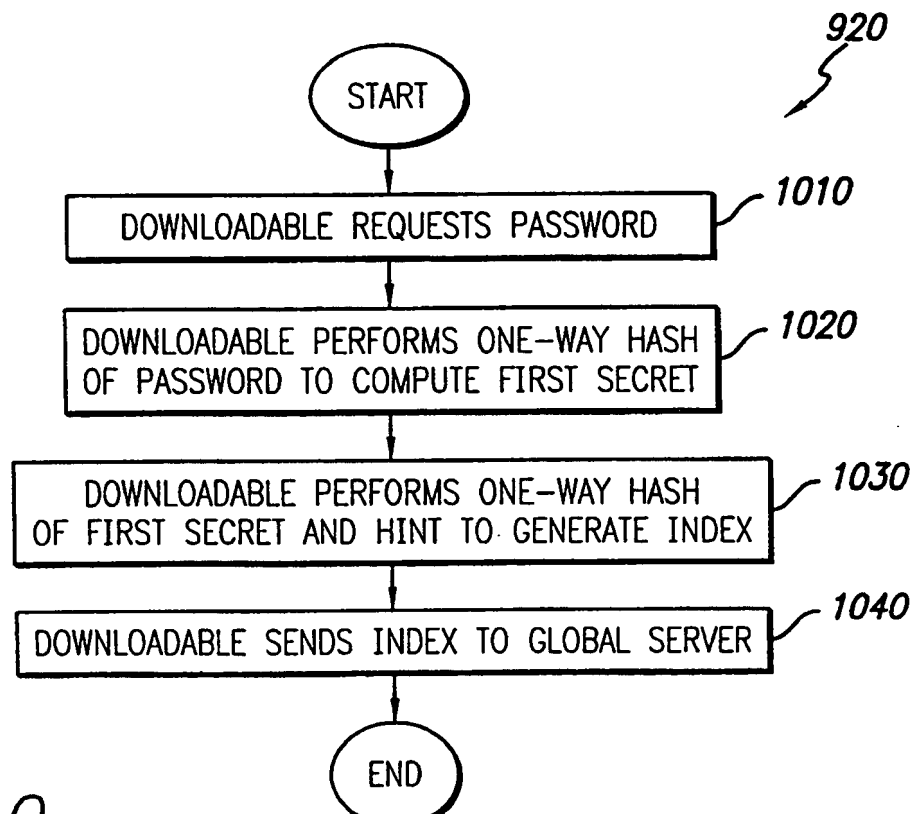 920
START
1010
DOWNLOADABLE REQUESTS PASSWORD
1020
DOWNLOADABLE PERFORMS ONE-WAY HASH
OF PASSWORD TO COMPUTE FIRST SECRET
1030
DOWNLOADABLE PERFORMS ONE-WAY HASH
OF FIRST SECRET AND HINT TO GENERATE INDEX
1040
DOWNLOADABLE SENDS INDEX TO GLOBAL SERVER
END